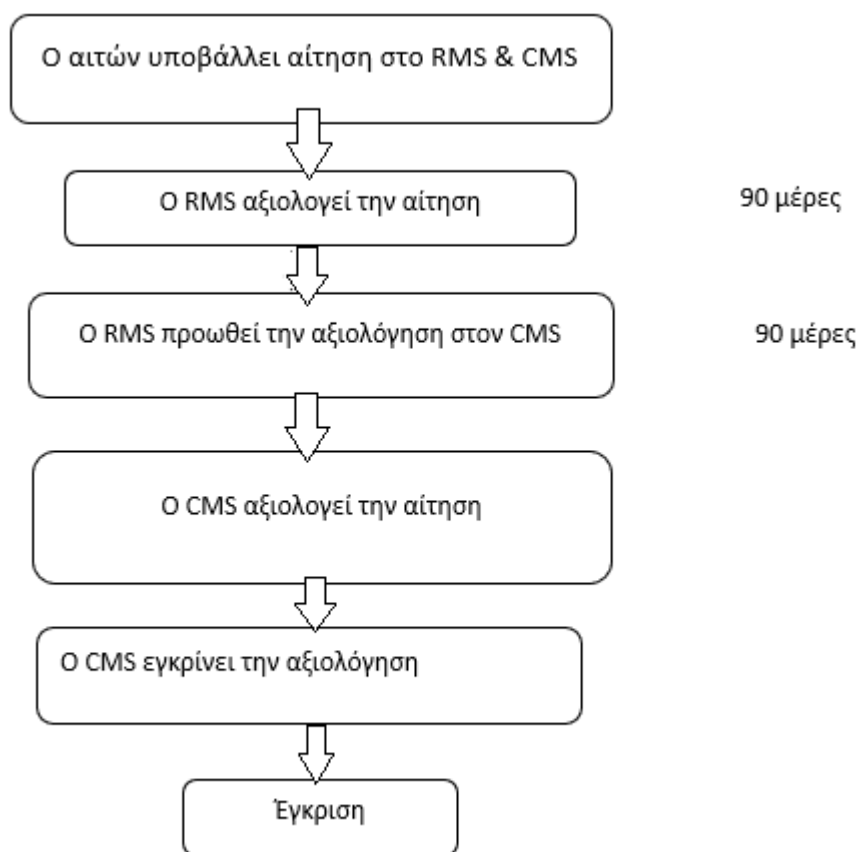 Ο αιτών υποβάλλει αίτηση στο RMS & CMS
Ο RMS αξιολογεί την αίτηση
90 μέρες
Ο RMS προωθεί την αξιολόγηση στον CMS
90 μέρες
Ο CMS αξιολογεί την αίτηση
Ο CMS εγκρίνει την αξιολόγηση
Έγκριση